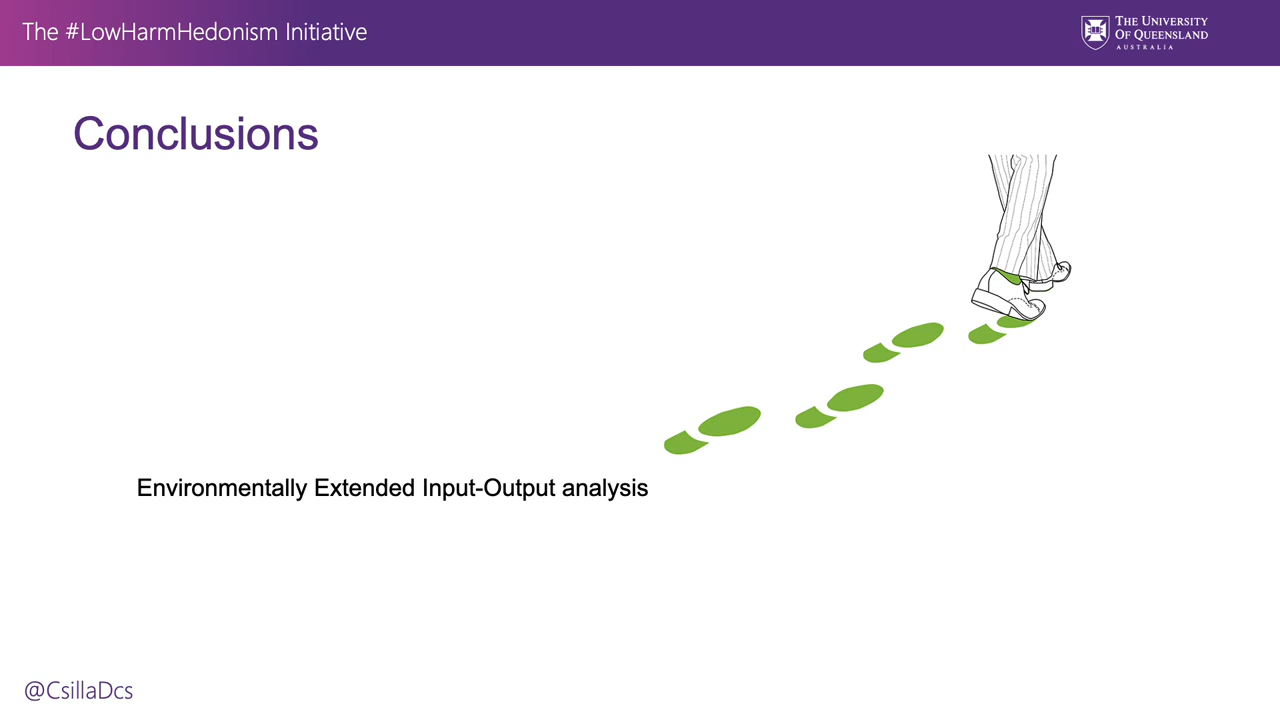 The #LowHarmHedonism Initiative
THE UNIVERSITY
OF QUEENSLAND
AUSTRALIA
Conclusions
Environmentally Extended Input-Output analysis
@CsillaDcs